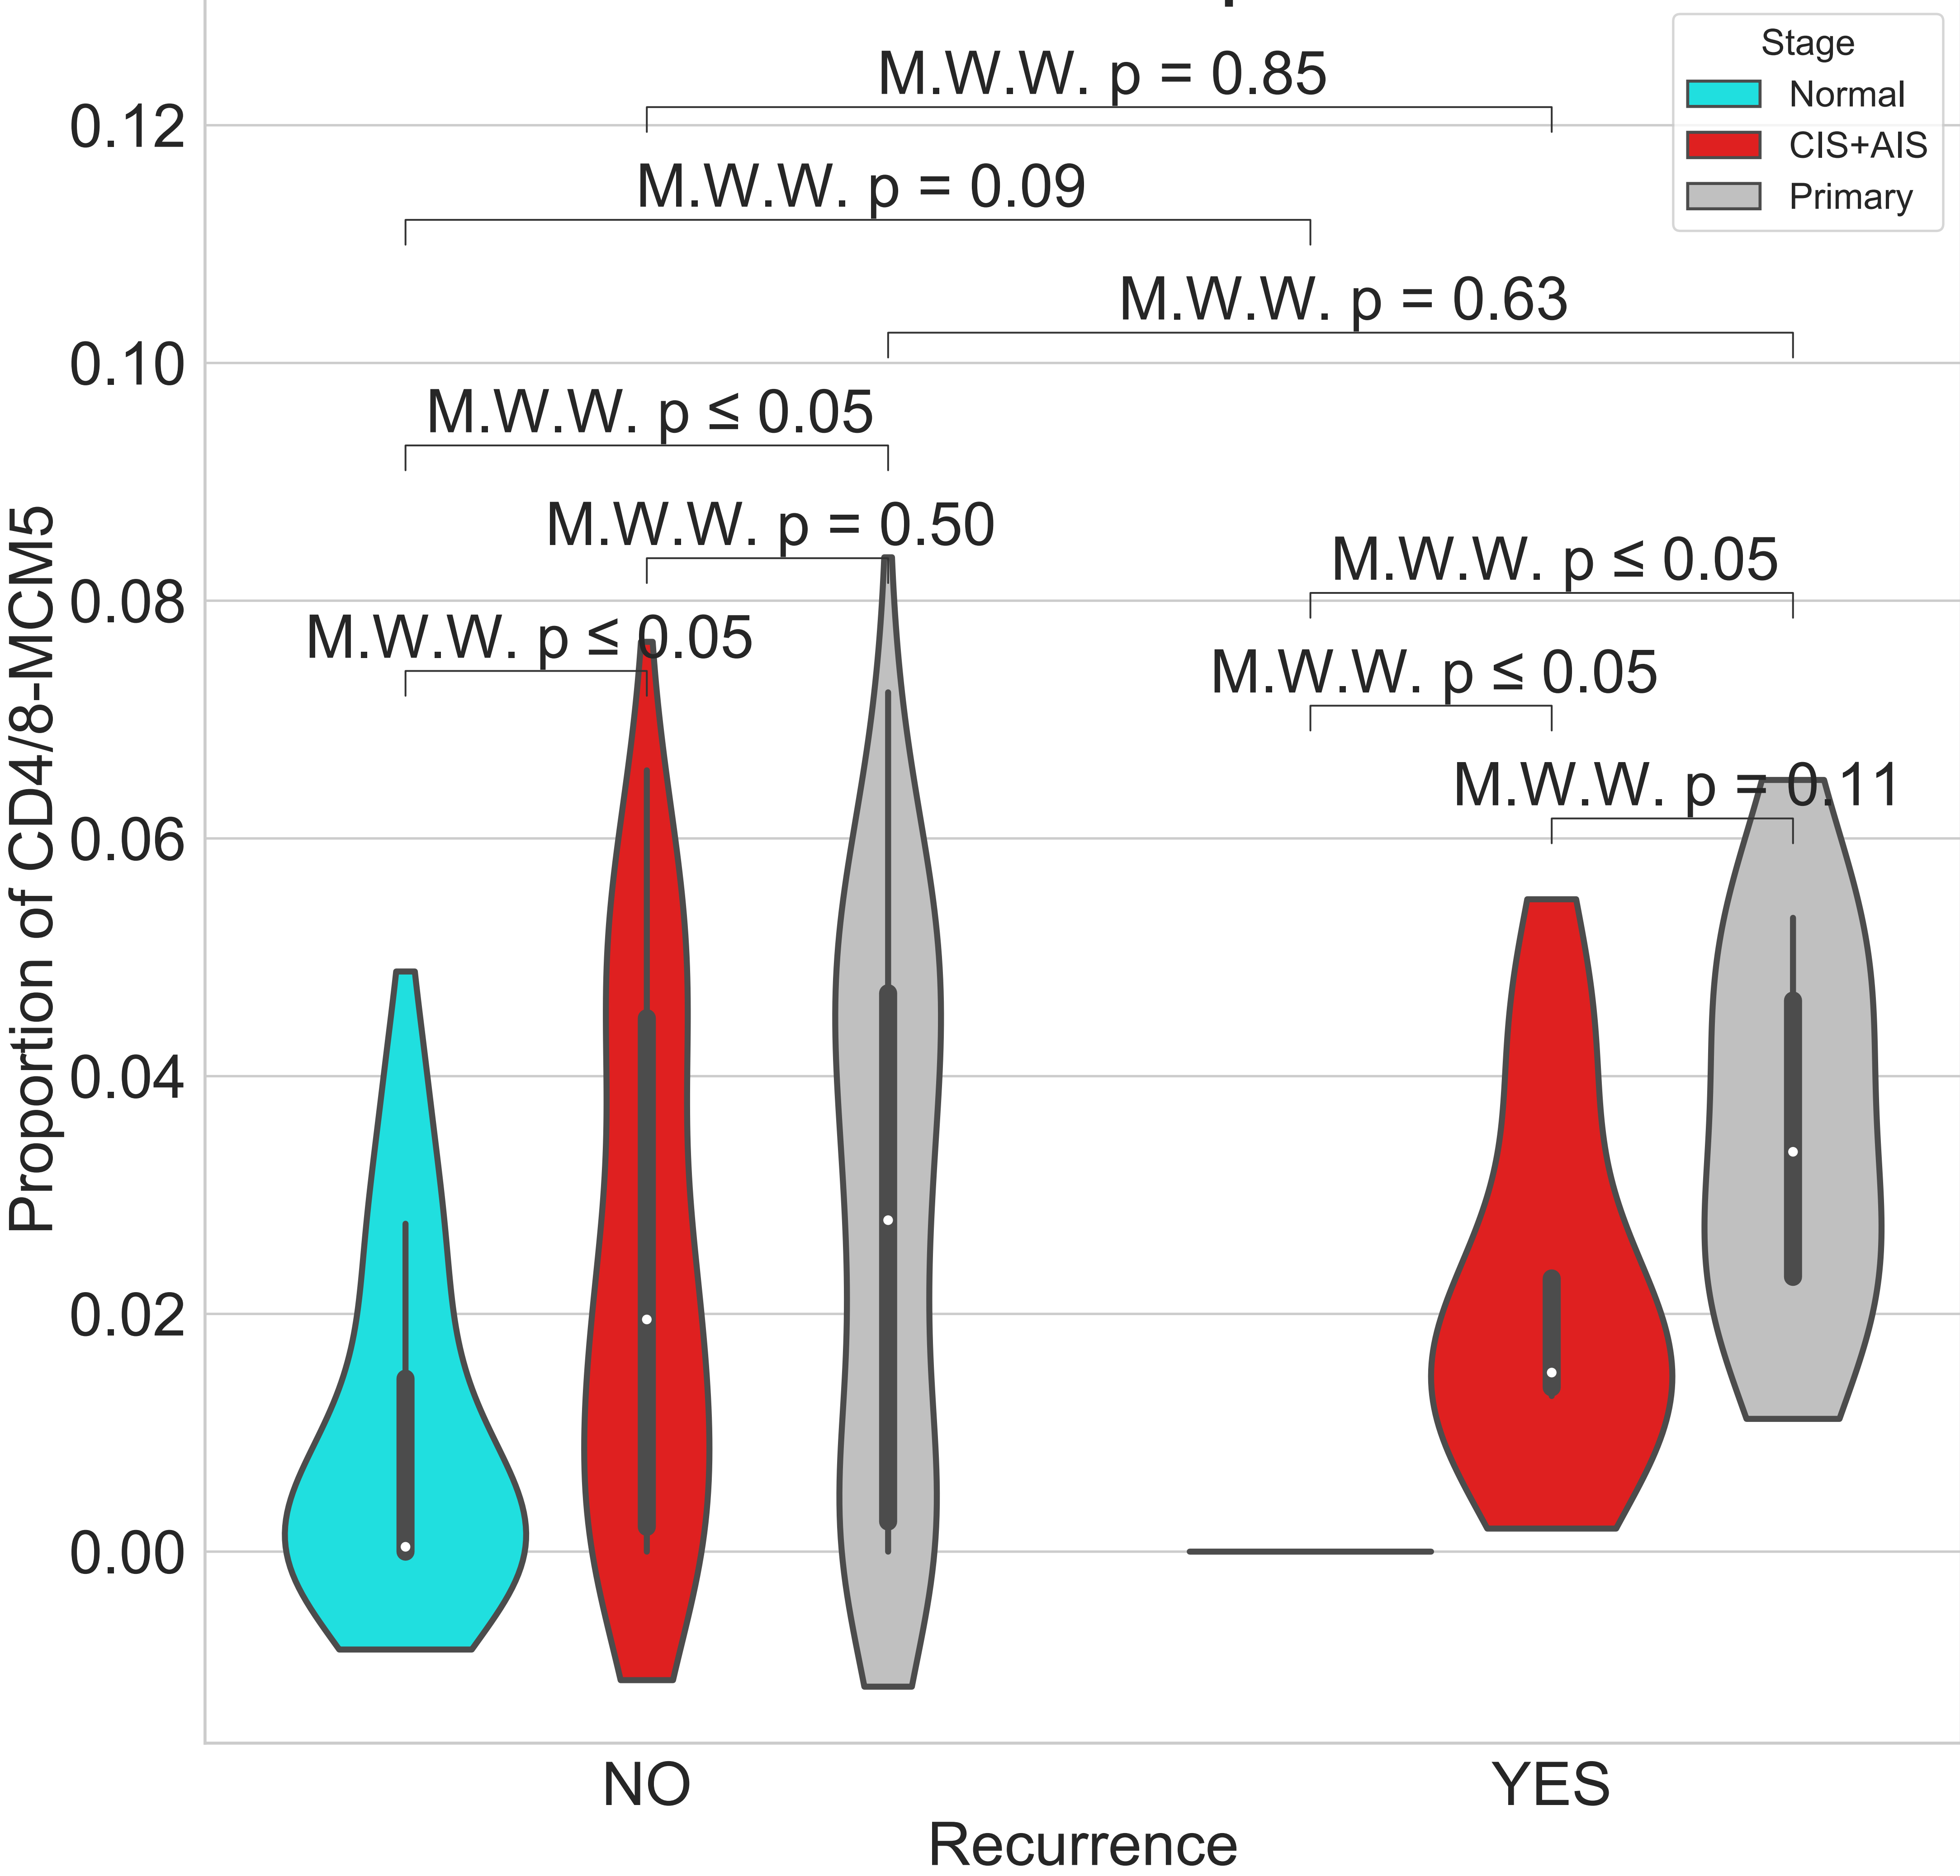 Stage
Normal
CIS+AIS
Primary
M.W.W. p = 0.85
M.W.W. p = 0.09
M.W.W. p = 0.63
M.W.W. p ≤ 0.05
M.W.W. p = 0.50
M.W.W. p ≤ 0.05
M.W.W. p ≤ 0.05
M.W.W. p ≤ 0.05
M.W.W. p = 0.11
Proportion of CD4/8-MCM5
0.12
0.10
0.08
0.06
0.04
0.02
0.00
NO
YES
Recurrence